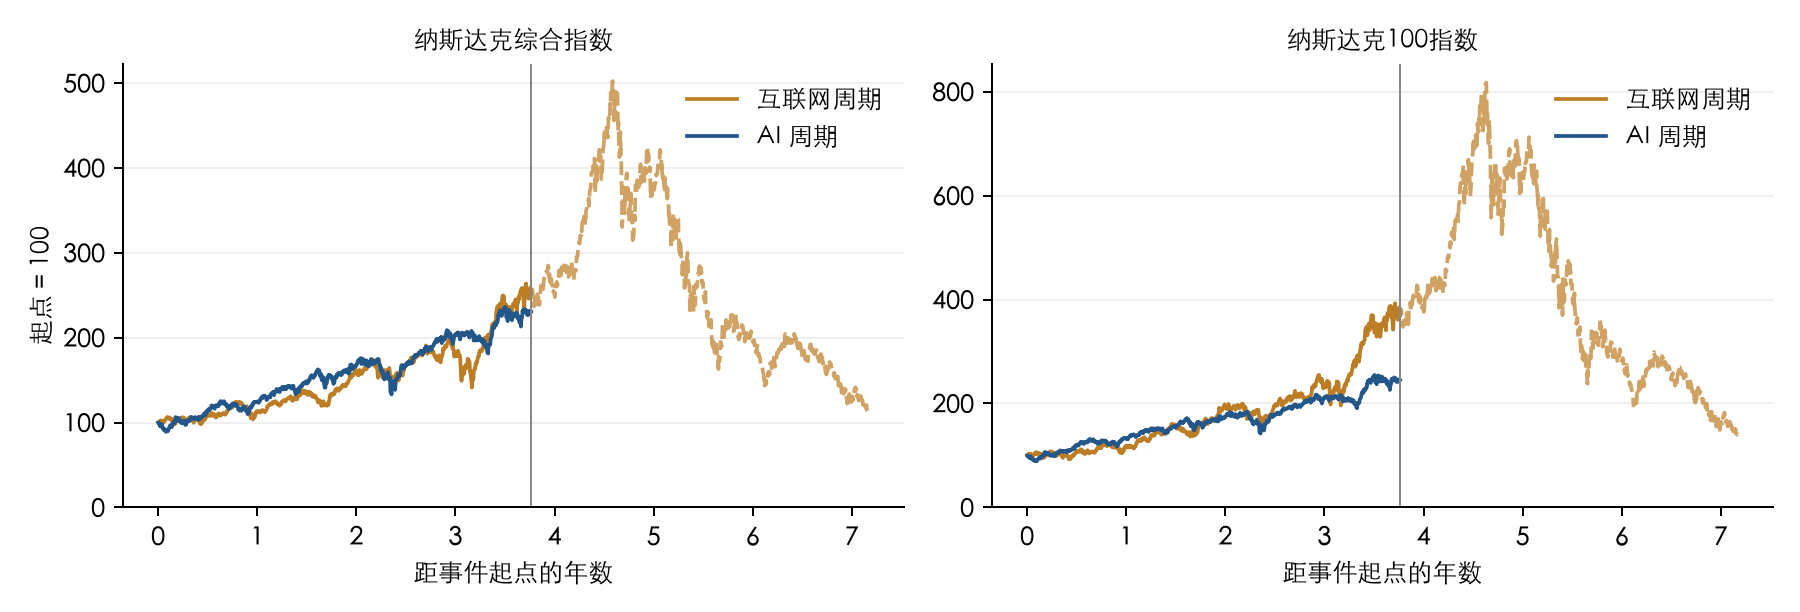 纳斯达克综合指数
500
400
300
200
100
0
起点 = 100
互联网周期
AI 周期
0 1 2 3 4 5 6 7
距事件起点的年数
纳斯达克100指数
800
600
400
200
0
互联网周期
AI 周期
0 1 2 3 4 5 6 7
距事件起点的年数